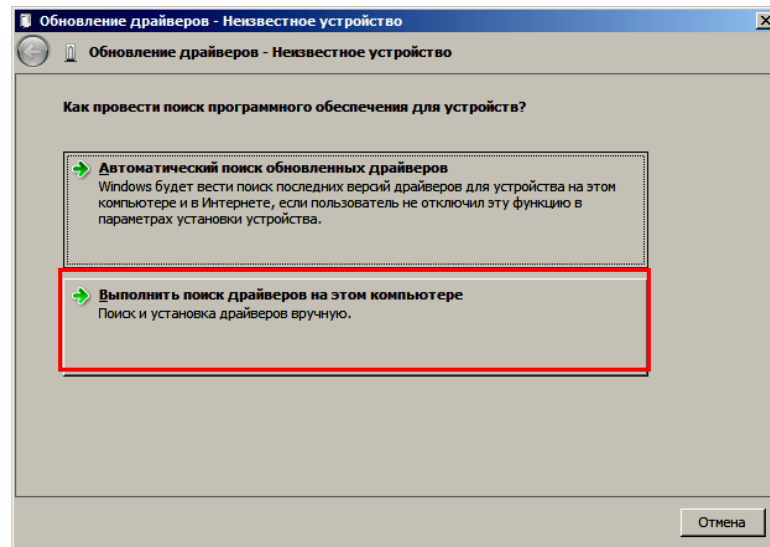 Обновление драйверов - Неизвестное устройство
Обновление драйверов - Неизвестное устройство
Как провести поиск программного обеспечения для устройств?
Автоматический поиск обновленных драйверов
Windows будет вести поиск последних версий драйверов для устройства на этом
компьютере и в Интернете, если пользователь не отключил эту функцию в
параметрах установки устройства.
Выполнить поиск драйверов на этом компьютере
Поиск и установка драйверов вручную.
Отмена